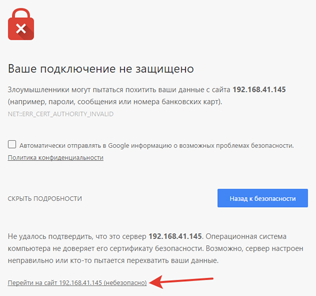 Ваше подключение не защищено
Злоумышленники могут пытаться похитить ваши данные с сайта 192.168.41.145
(например, пароли, сообщения или номера банковских карт).
NET::ERR_CERT_AUTHORITY_INVALID
Автоматически отправлять в Google информацию о возможных проблемах безопасности.
Политика конфиденциальности
СКРЫТЬ ПОДРОБНОСТИ
Назад к безопасности
Не удалось подтвердить, что это сервер 192.168.41.145. Операционная система
компьютера не доверяет его сертификату безопасности. Возможно, сервер настроен
неправильно или кто-то пытается перехватить ваши данные.
Перейти на сайт 192.168.41.145 (небезопасно)